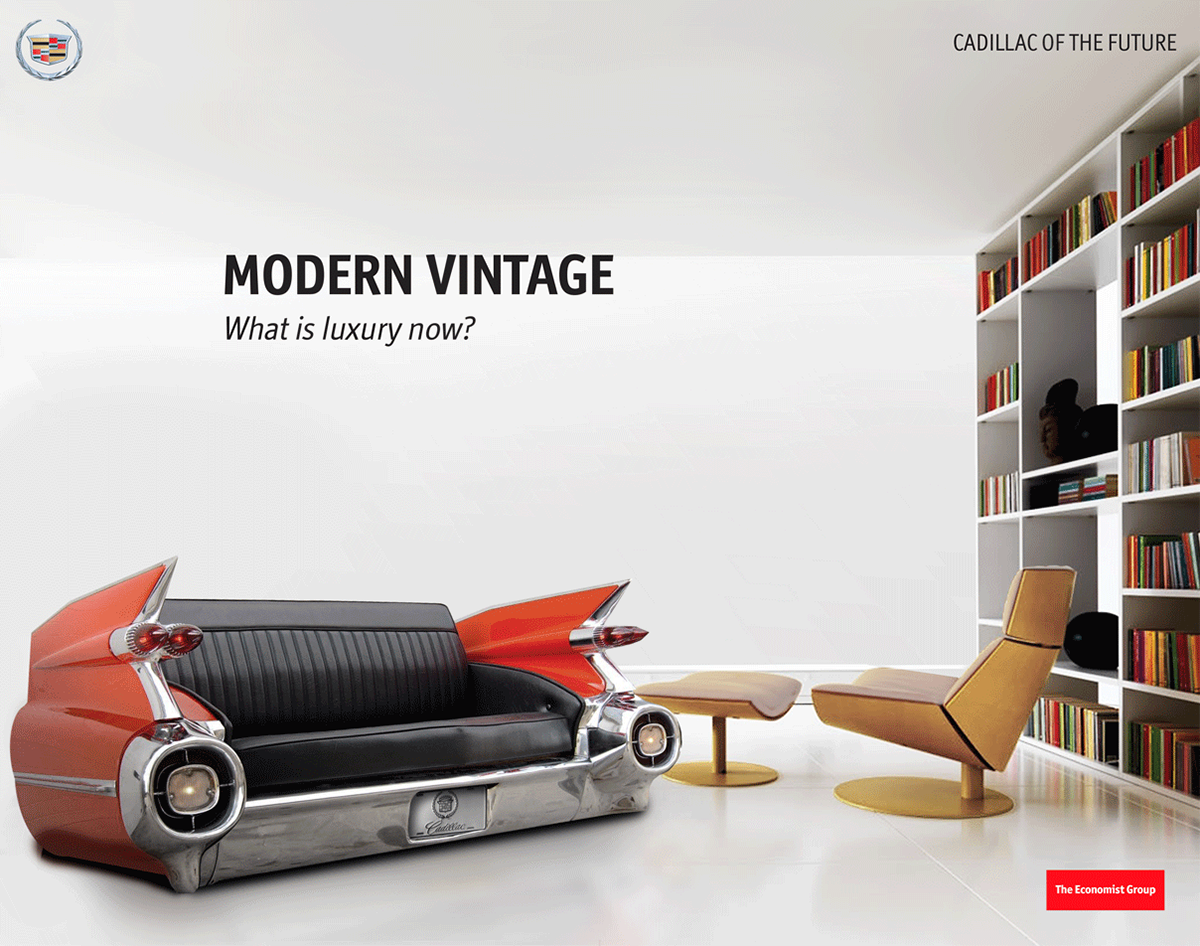 CADILLAC OF THE FUTURE
MODERN VINTAGE
What is luxury now?
Cadillac
The Economist Group